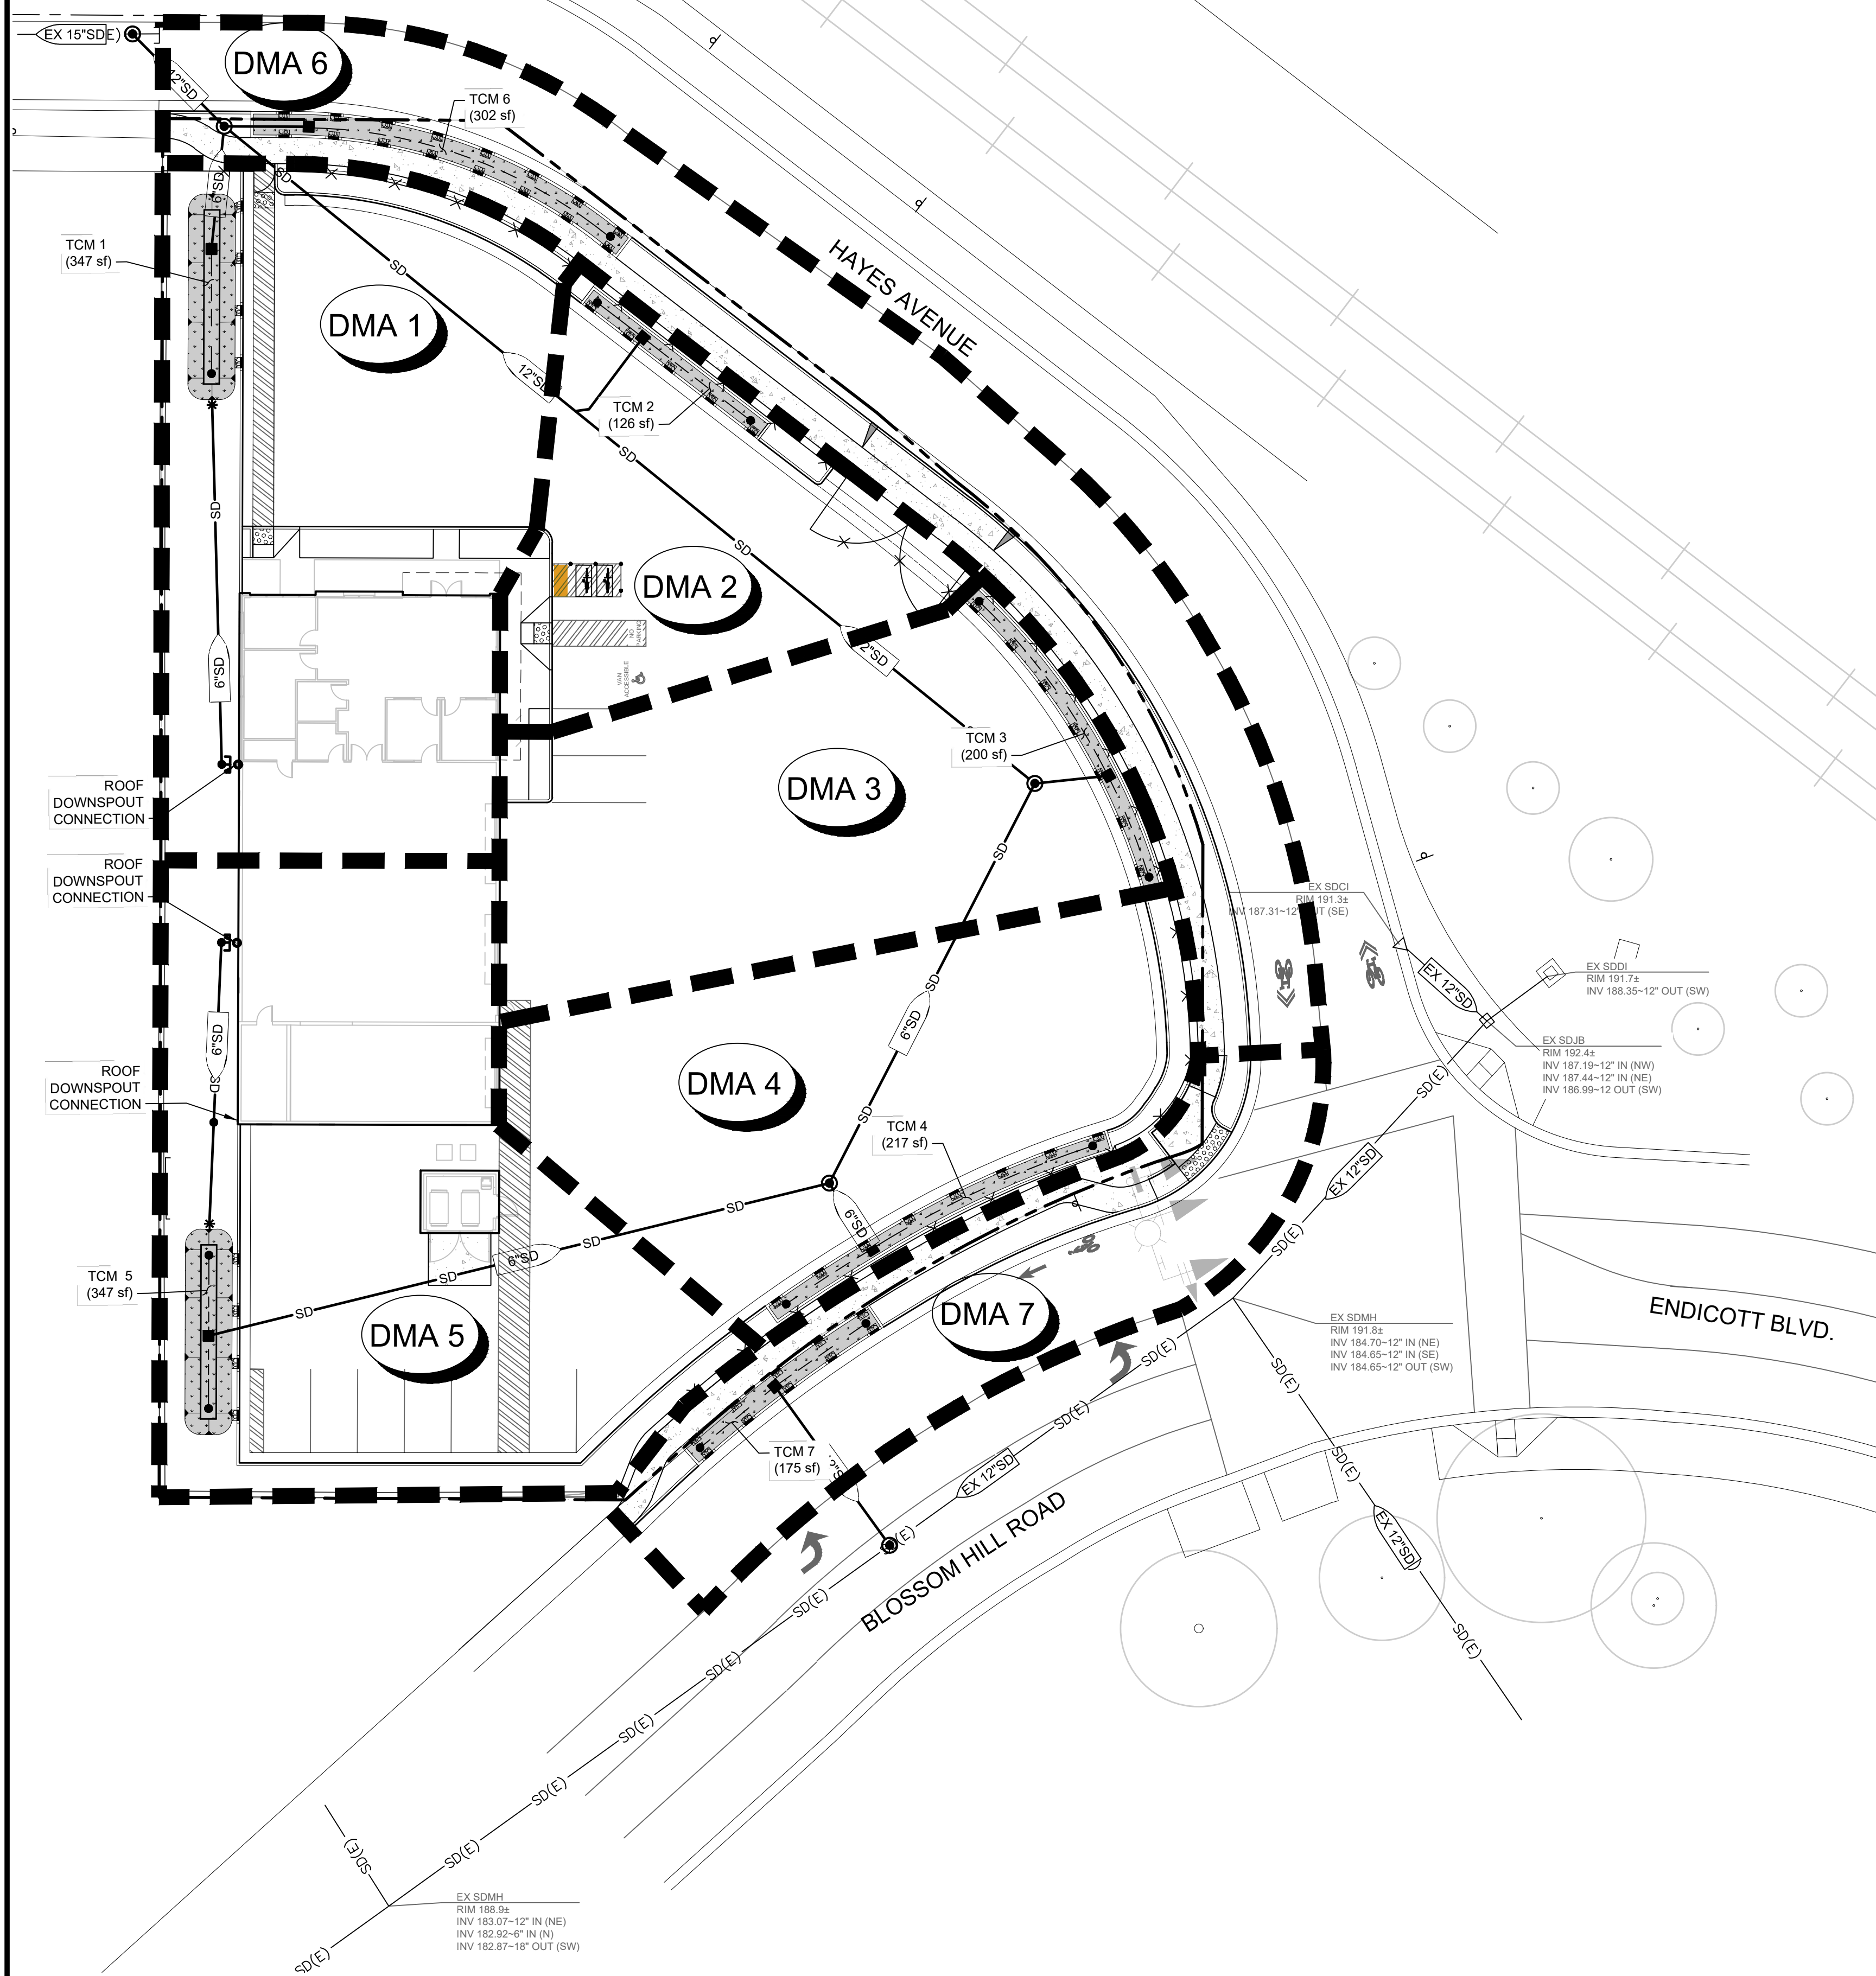 EX 15"SD
(E)
DMA 6
12"SD
TCM 6
(302 sf)
SD
6"SD
TCM 1
(347 sf)
SD
DMA 1
HAYES AVENUE
12"SD
TCM 2
(126 sf)
SD
SD
SD
DMA 2
NO
PARKING
VAN
ACCESSIBLE
6"SD
2"SD
TCM 3
(200 sf)
DMA 3
ROOF
DOWNSPOUT
CONNECTION
SD
ROOF
DOWNSPOUT
CONNECTION
EX SDCI
RIM 191.3±
INV 187.31~12" OUT (SE)
EX 12"SD
EX SDDI
RIM 191.7±
INV 188.35~12" OUT (SW)
SD
6"SD
6"SD
EX SDJB
RIM 192.4±
INV 187.19~12" IN (NW)
INV 187.44~12" IN (NE)
INV 186.99~12 OUT (SW)
ROOF
DOWNSPOUT
CONNECTION
SD
DMA 4
SD
SD(E)
TCM 4
(217 sf)
EX 12"SD
SD
6"SD
SD
6"SD
SD
SD(E)
TCM  5
(347 sf)
SD
DMA 5
DMA 7
ENDICOTT BLVD.
EX SDMH
RIM 191.8±
INV 184.70~12" IN (NE)
INV 184.65~12" IN (SE)
INV 184.65~12" OUT (SW)
SD(E)
SD(E)
SD(E)
TCM 7
(175 sf)
EX 12"SD
SD(E)
EX 12"SD
(E)
BLOSSOM HILL ROAD
SD(E)
SD(E)
SD(E)
SD(E)
SD(E)
SD(E)
SD(E)
EX SDMH
RIM 188.9±
INV 183.07~12" IN (NE)
INV 182.92~6" IN (N)
INV 182.87~18" OUT (SW)
SD(E)